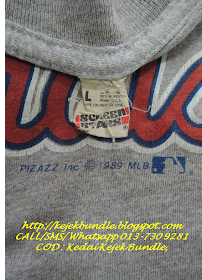 L
SCREEN
STARS
PIZAZZ Inc. © 1989 MLB
http://kejekbundle.blogspot.com
CALL/SMS/Whatsapp 013-7309281
COD : KedaiKejekBundle,